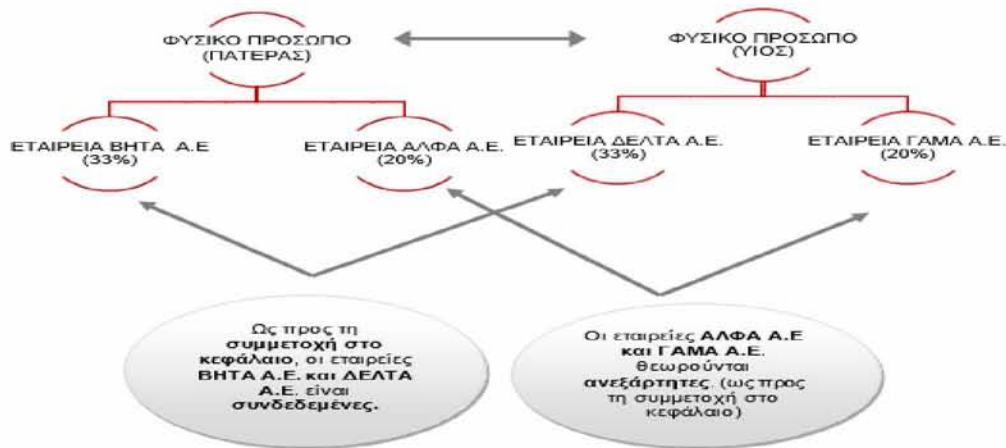 ΦΥΣΙΚΟ ΠΡΟΣΩΠΟ
(ΠΑΤΕΡΑΣ)
ΦΥΣΙΚΟ ΠΡΟΣΩΠΟ
(ΥΙΟΣ)
ΕΤΑΙΡΕΙΑ ΒΗΤΑ Α.Ε
(33%)
ΕΤΑΙΡΕΙΑ ΑΛΦΑ Α.Ε.
(20%)
ΕΤΑΙΡΕΙΑ ΔΕΛΤΑ Α.Ε.
(33%)
ΕΤΑΙΡΕΙΑ ΓΑΜΑ Α.Ε.
(20%)
Ως προς τη
συμμετοχή στο
κεφάλαιο, οι εταιρείες
ΒΗΤΑ Α.Ε. και ΔΕΛΤΑ
Α.Ε. είναι
συνδεδεμένες.
Οι εταιρείες ΑΛΦΑ Α.Ε
και ΓΑΜΑ Α.Ε.
θεωρούνται
ανεξάρτητες. (ως προς
τη συμμετοχή στο
κεφάλαιο)